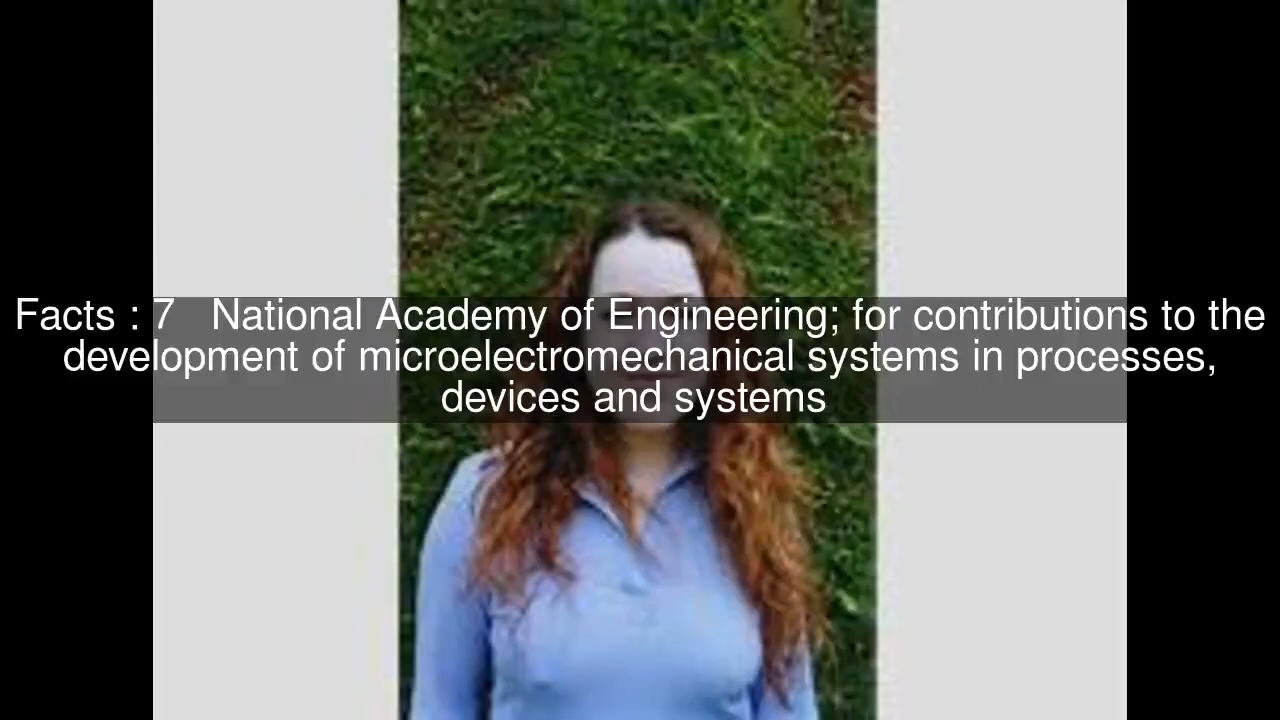 Facts : 7 National Academy of Engineering; for contributions to the
development of microelectromechanical systems in processes,
devices and systems